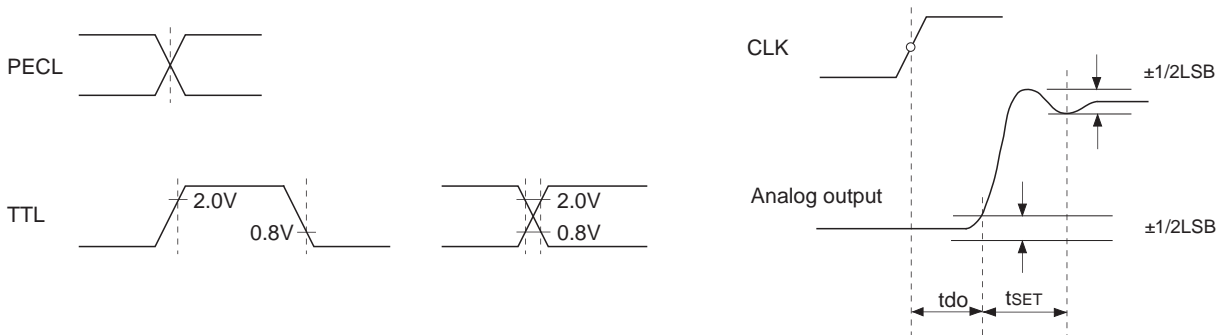 PECL
TTL
2.0V
0.8V
2.0V
0.8V
CLK
±1/2LSB
Analog output
±1/2LSB
tdo
tSET